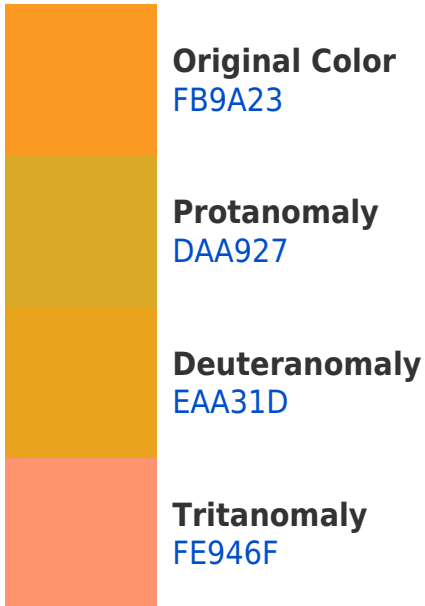 Original Color
FB9A23
Protanomaly
DAA927
Deuteranomaly
EAA31D
Tritanomaly
FE946F